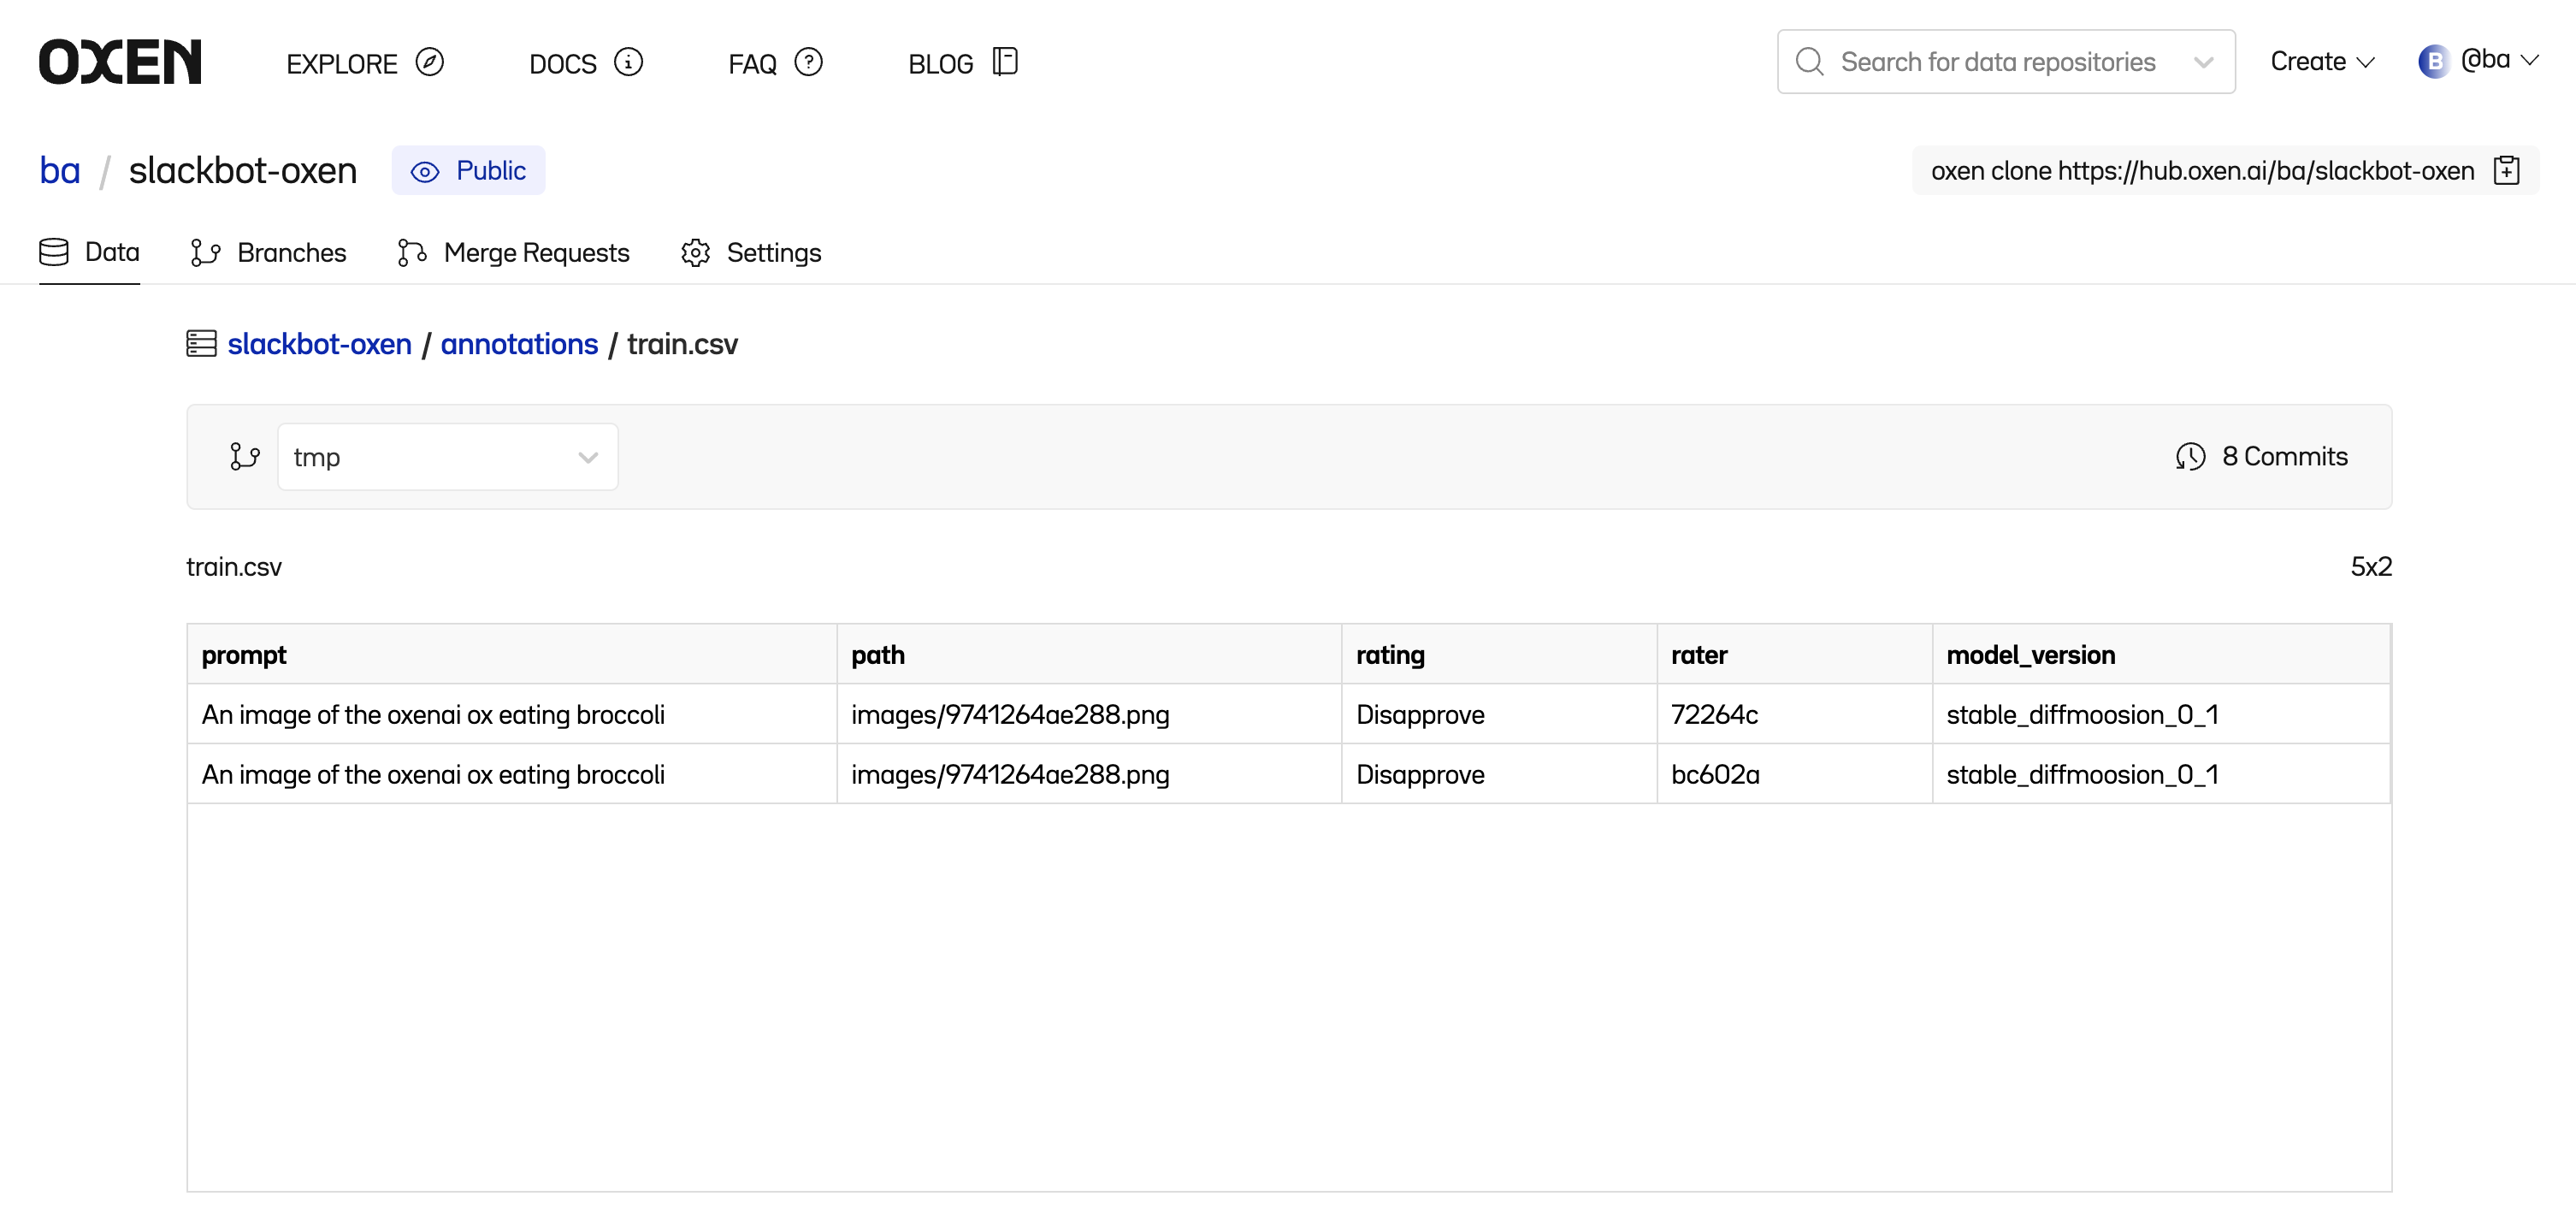 OXEN EXPLORE DOCS FAQ BLOG Search for data repositories Create B @ba
ba / slackbot-oxen Public oxen clone https://hub.oxen.ai/ba/slackbot-oxen
Data Branches Merge Requests Settings
slackbot-oxen / annotations / train.csv
tmp 8 Commits
train.csv 5x2
prompt path rating rater model_version
An image of the oxenai ox eating broccoli images/9741264ae288.png Disapprove 72264c stable_diffmoosion_0_1
An image of the oxenai ox eating broccoli images/9741264ae288.png Disapprove bc602a stable_diffmoosion_0_1